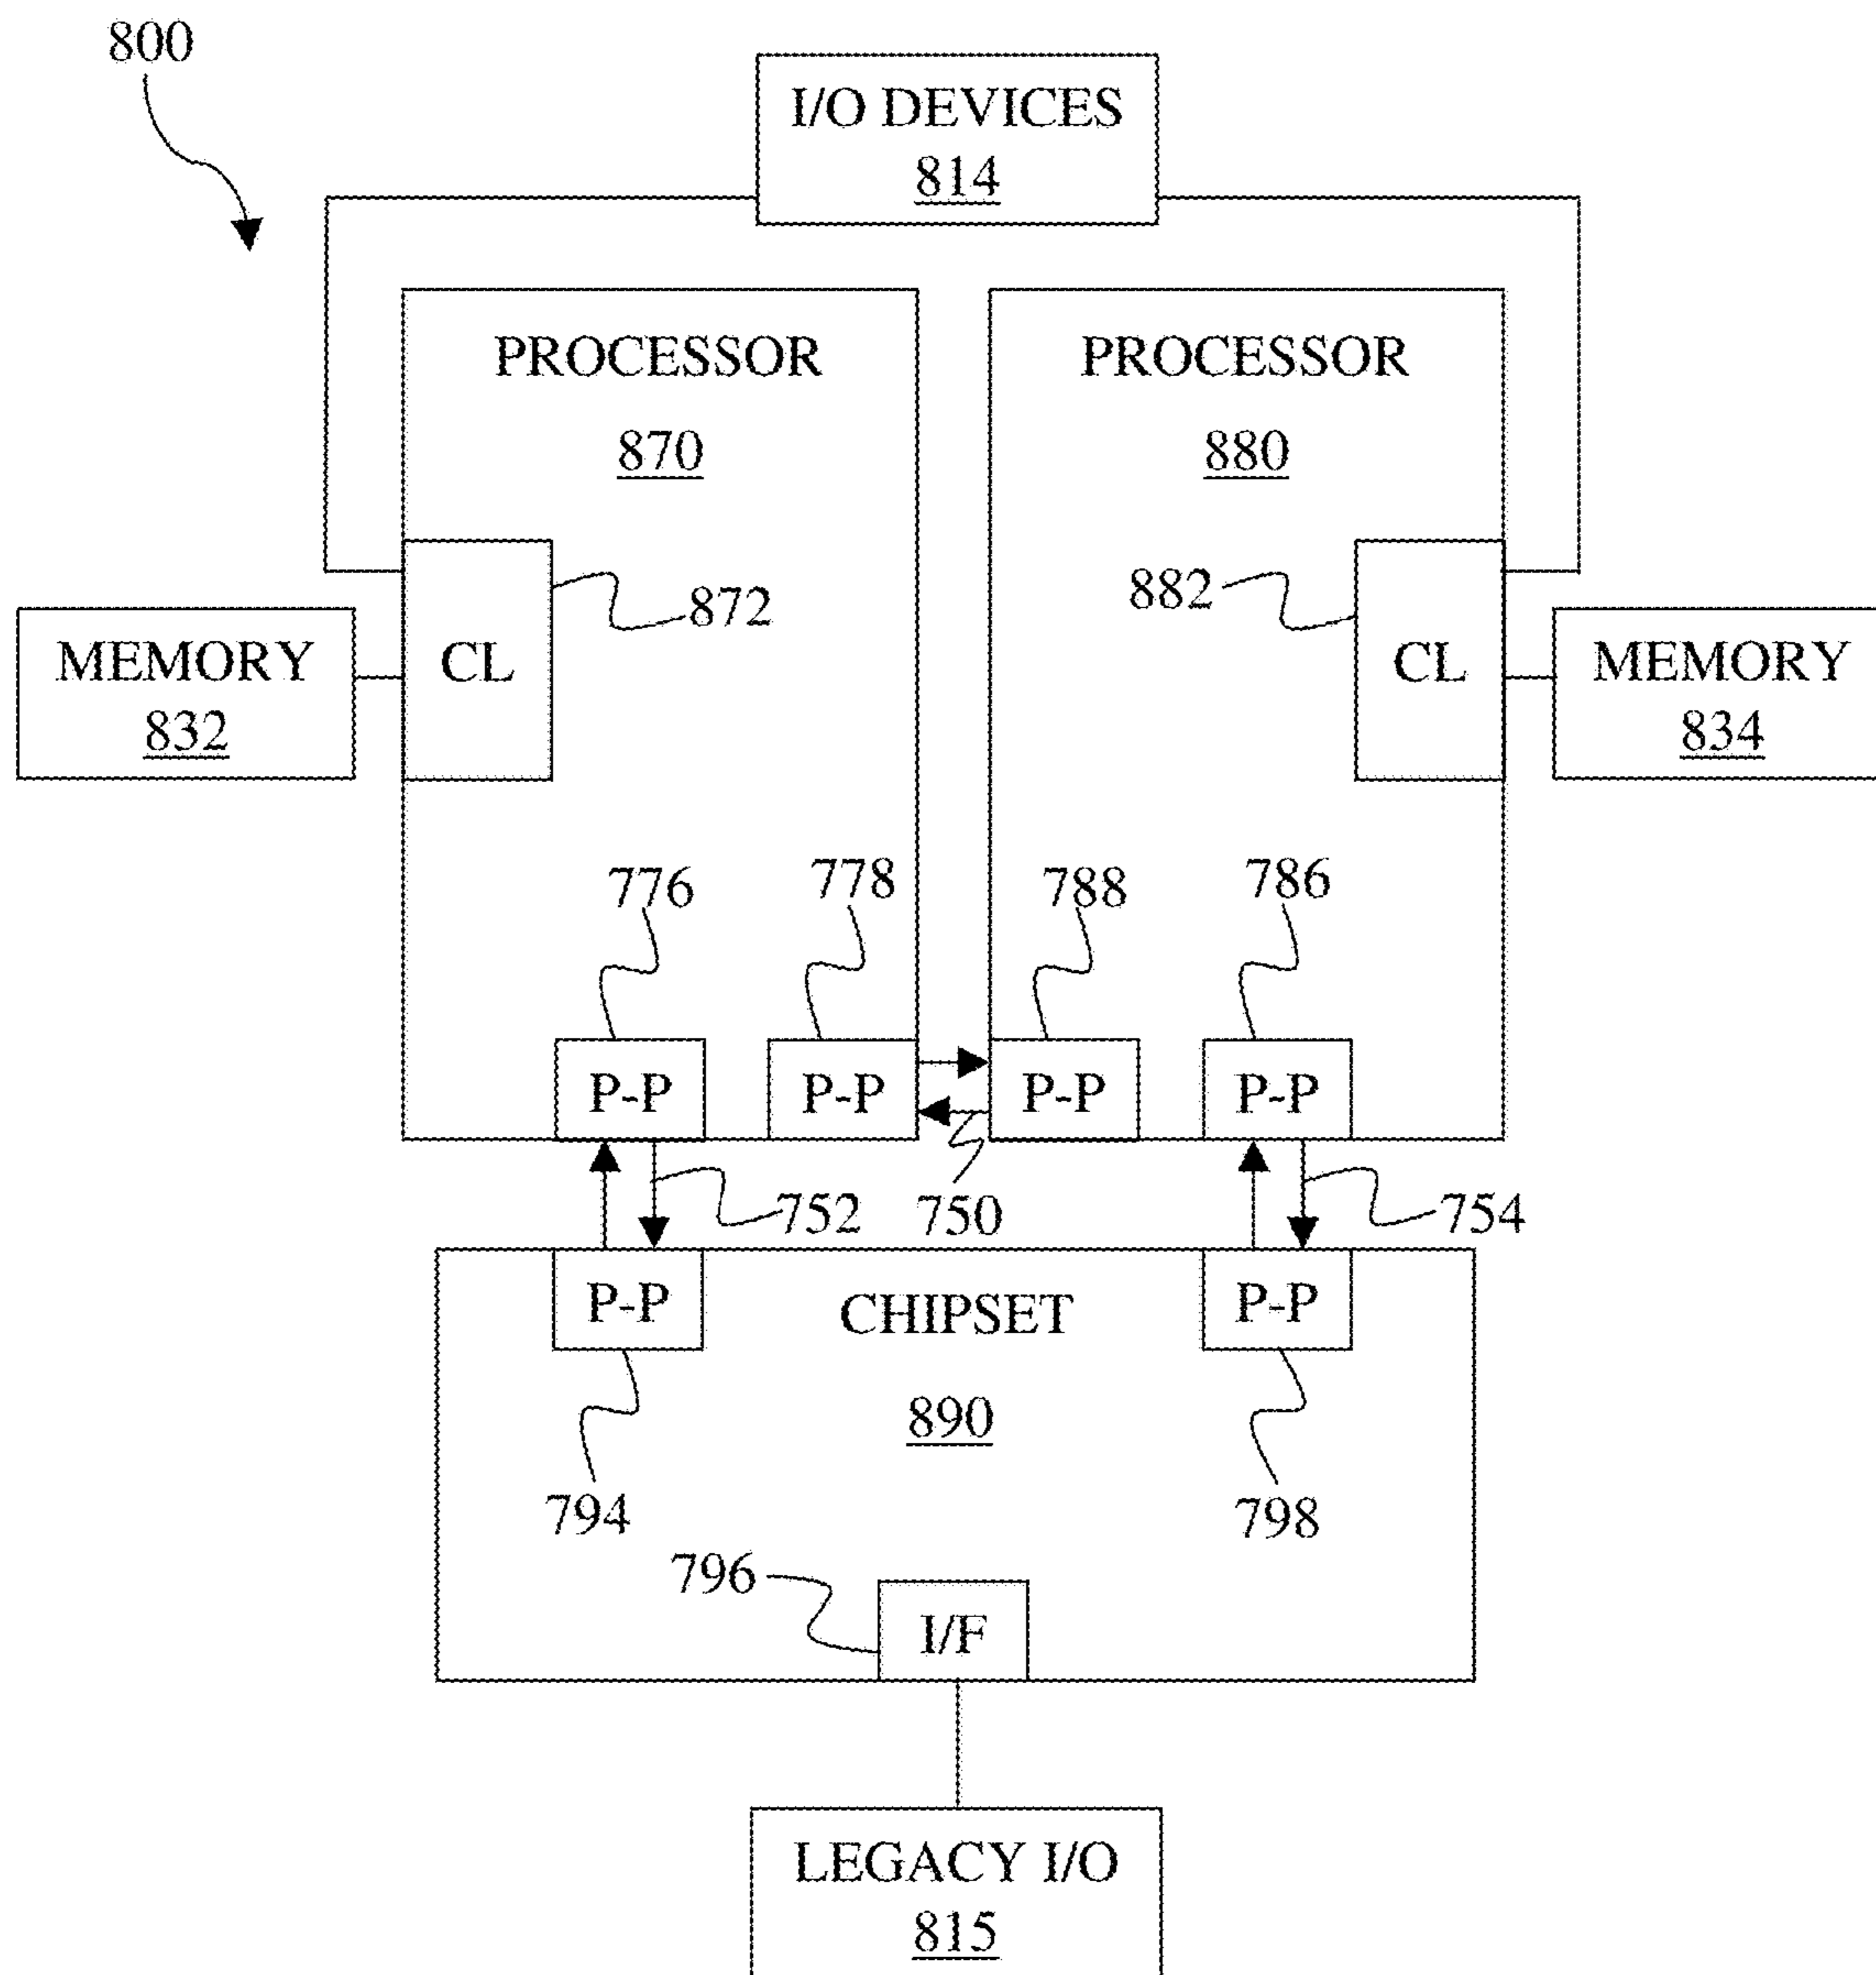 800
I/O DEVICES
814
PROCESSOR
870
PROCESSOR
880
872
882
CL
CL
MEMORY
832
MEMORY
834
776
778
788
786
P-P
P-P
P-P
P-P
752
750
754
P-P
CHIPSET
P-P
890
794
798
796
I/F
LEGACY I/O
815